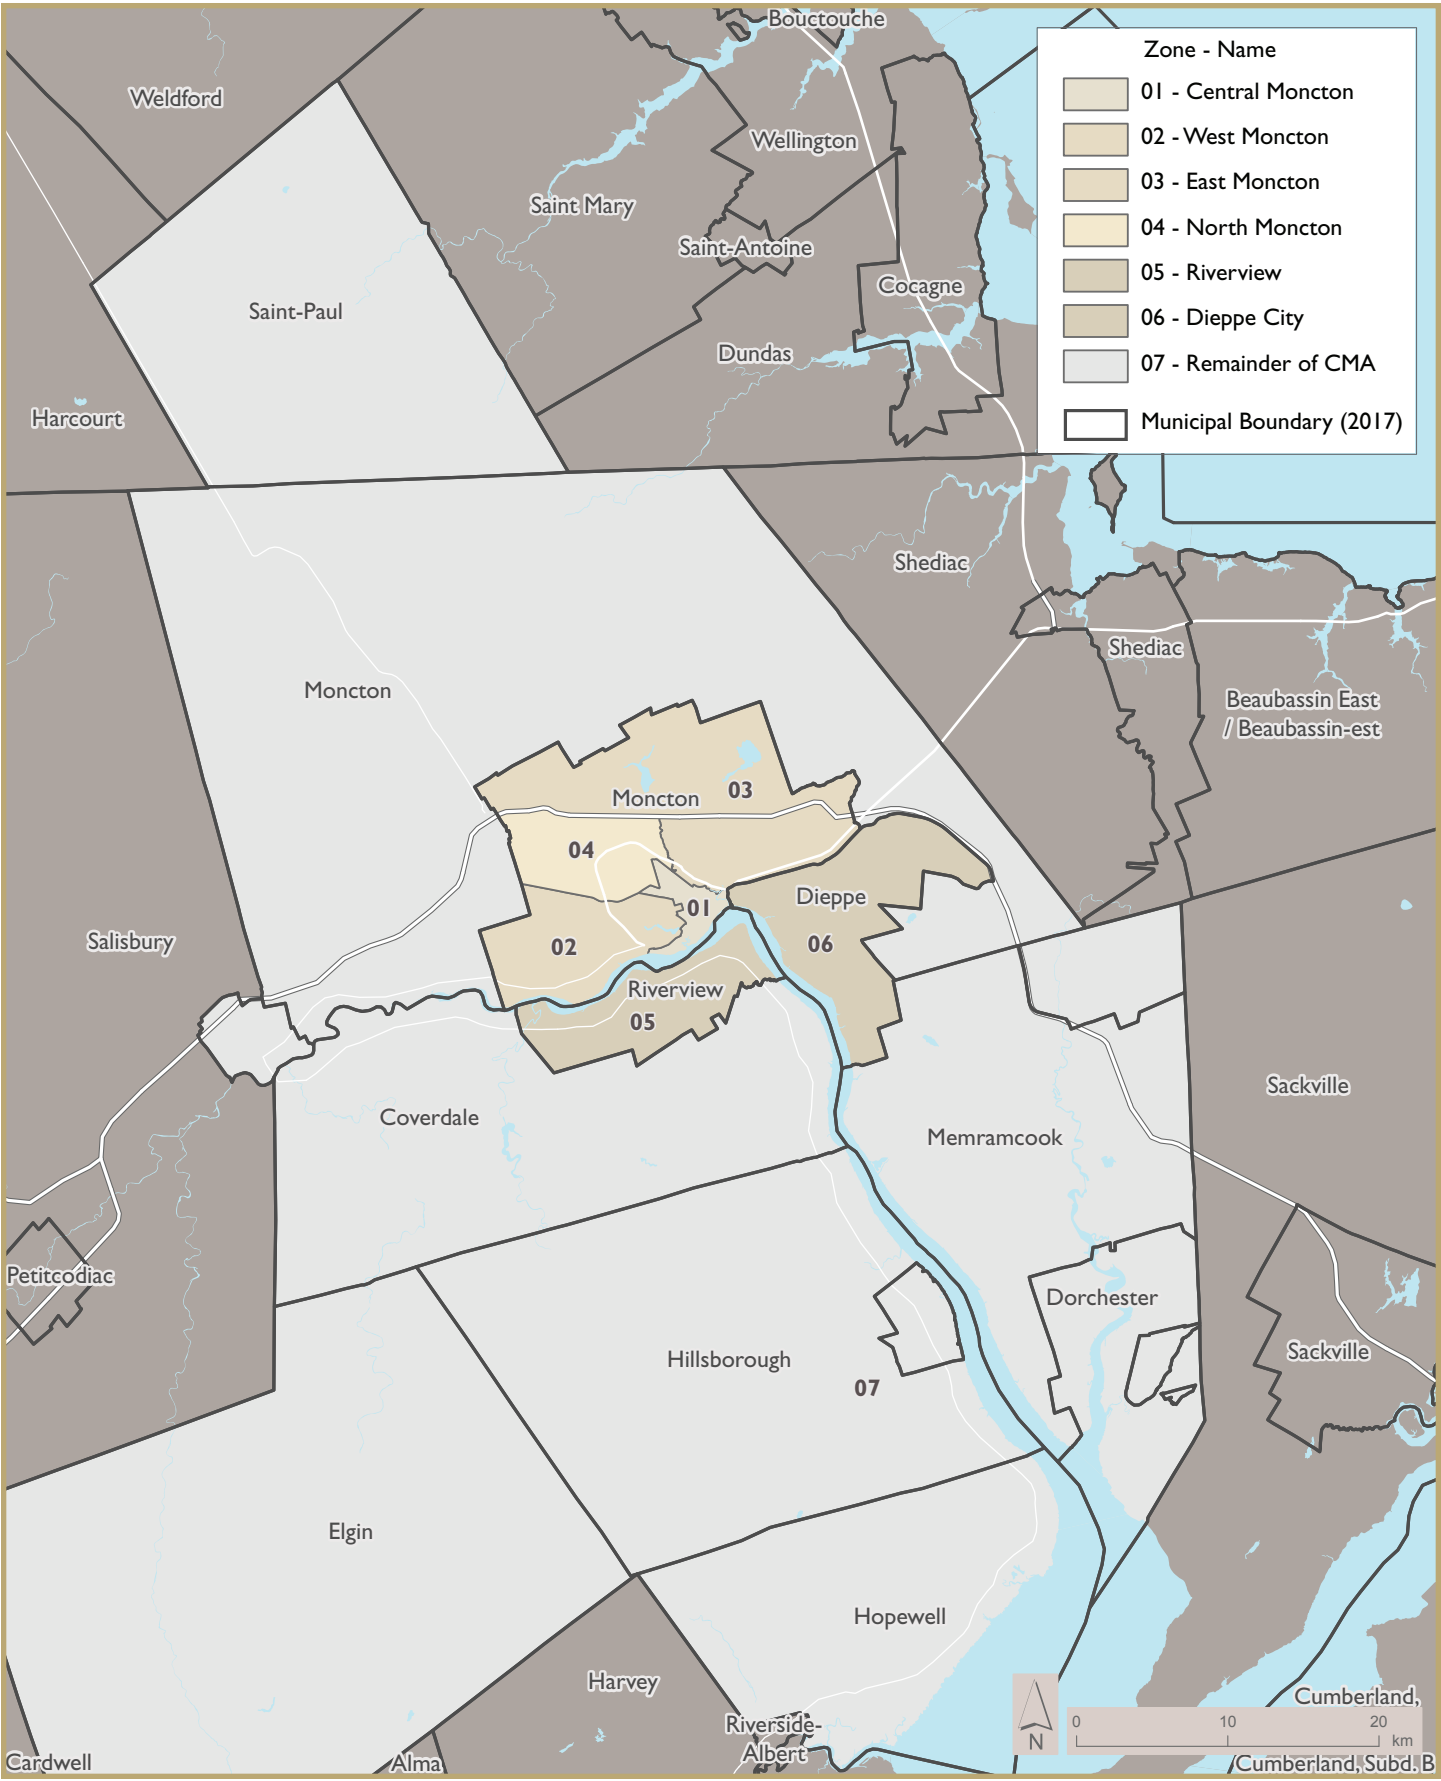 Bouctouche
Zone - Name
01 - Central Moncton
02 - West Moncton
03 - East Moncton
04 - North Moncton
05 - Riverview
06 - Dieppe City
07 - Remainder of CMA
Municipal Boundary (2017)
Weldford
Wellington
Saint Mary
Saint-Antoine
Cocagne
Saint-Paul
Dundas
Harcourt
Shediac
Shediac
Moncton
Beaubassin East
/ Beaubassin-est
Moncton
03
04
Dieppe
01
02
06
Salisbury
Riverview
05
Sackville
Coverdale
Memramcook
Petitcodiac
Dorchester
Hillsborough
Sackville
07
Elgin
Hopewell
Harvey
Cumberland,
Riverside-
Albert
N
0
10
20
km
Cardwell
Alma
Cumberland, Subd. B